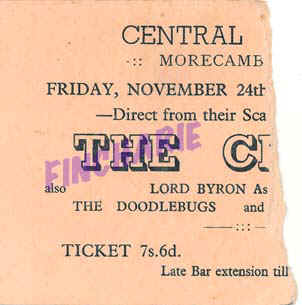 CENTRAL
-:: MORECAMB
FRIDAY, NOVEMBER 24th
—Direct from their Sca
THE C
FINCHARIE
also LORD BYRON As
THE DOODLEBUGS and
—:::—
TICKET 7s.6d.
Late Bar extension till